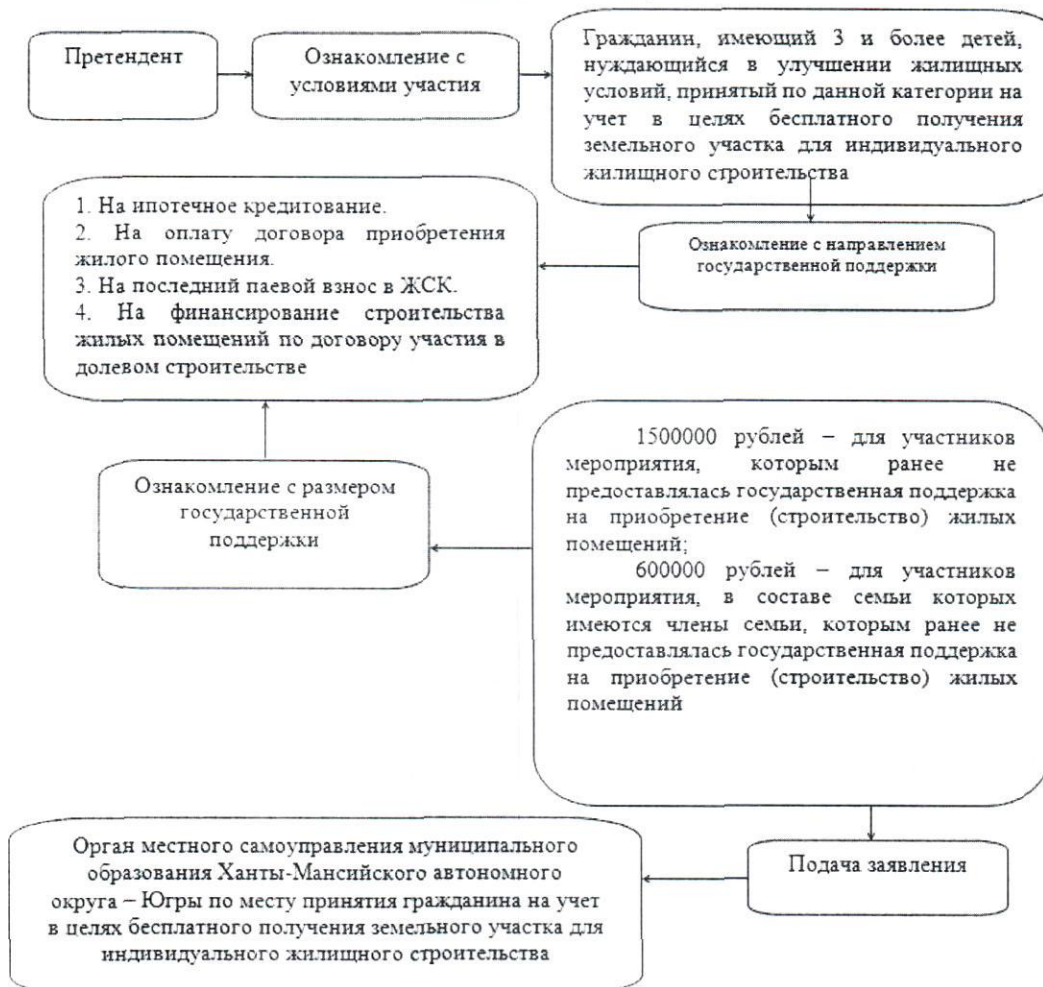 Претендент
Ознакомление с
условиями участия
Гражданин, имеющий 3 и более детей,
нуждающийся в улучшении жилищных
условий, принятый по данной категории на
учет в целях бесплатного получения
земельного участка для индивидуального
жилищного строительства
1. На ипотечное кредитование.
2. На оплату договора приобретения
жилого помещения.
3. На последний паевой взнос в ЖСК.
4. На финансирование строительства
жилых помещений по договору участия в
долевом строительстве
Ознакомление с направлением
государственной поддержки
Ознакомление с размером
государственной
поддержки
1500000 рублей – для участников
мероприятия, которым ранее не
предоставлялась государственная поддержка
на приобретение (строительство) жилых
помещений;
600000 рублей – для участников
мероприятия, в составе семьи которых
имеются члены семьи, которым ранее не
предоставлялась государственная поддержка
на приобретение (строительство) жилых
помещений
Орган местного самоуправления муниципального
образования Ханты-Мансийского автономного
округа – Югры по месту принятия гражданина на учет
в целях бесплатного получения земельного участка для
индивидуального жилищного строительства
Подача заявления